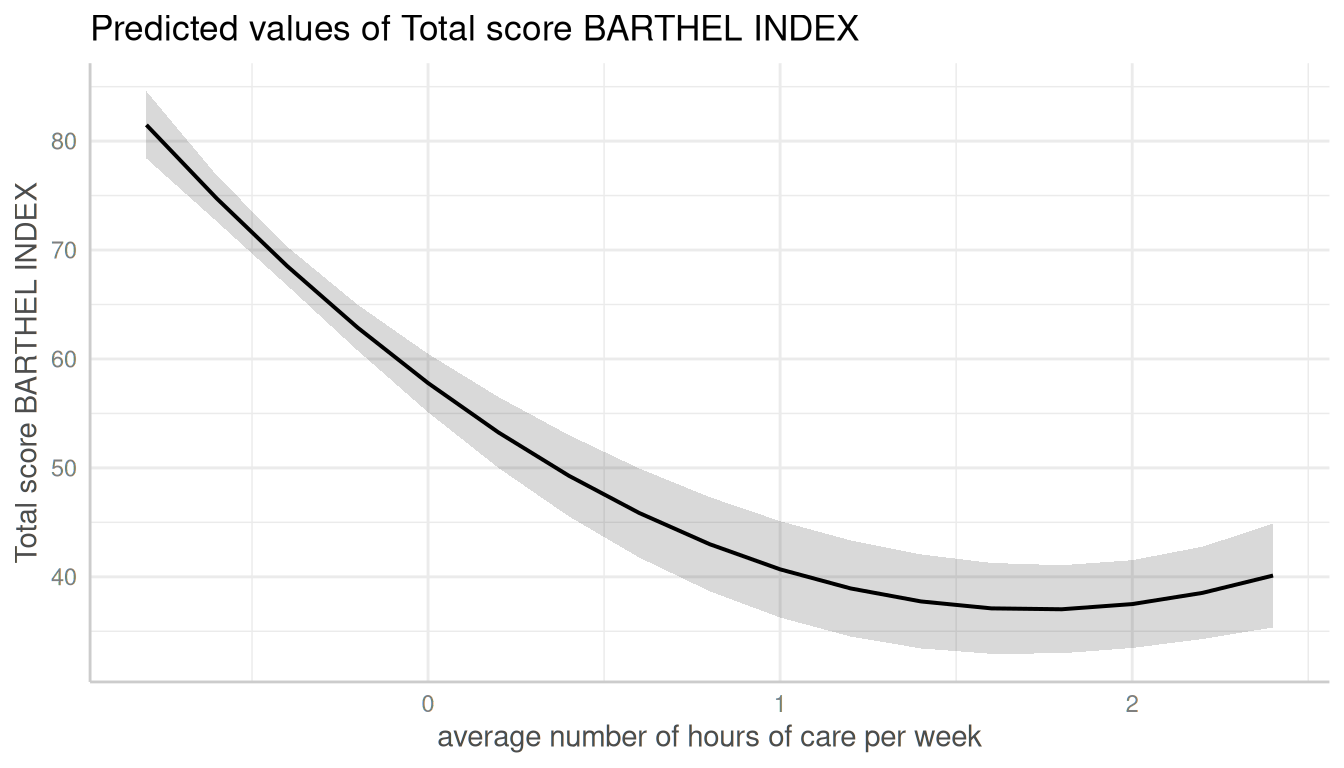 Predicted values of Total score BARTHEL INDEX
Total score BARTHEL INDEX
80
70
60
50
40
0
1
2
average number of hours of care per week